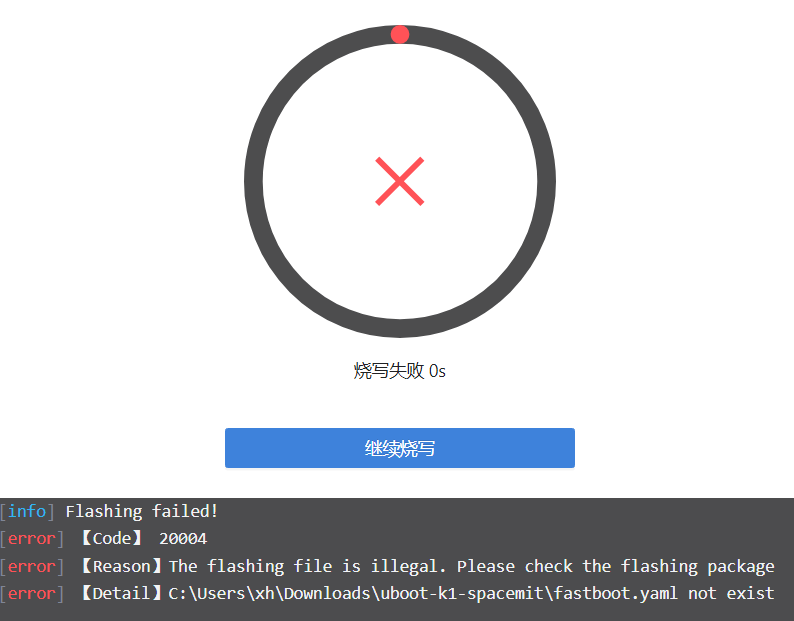 烧写失败 0s
继续烧写
[info] Flashing failed!
[error] 【Code】 20004
[error] 【Reason】The flashing file is illegal. Please check the flashing package
[error] 【Detail】C:\Users\xh\Downloads\uboot-k1-spacemit\fastboot.yaml not exist